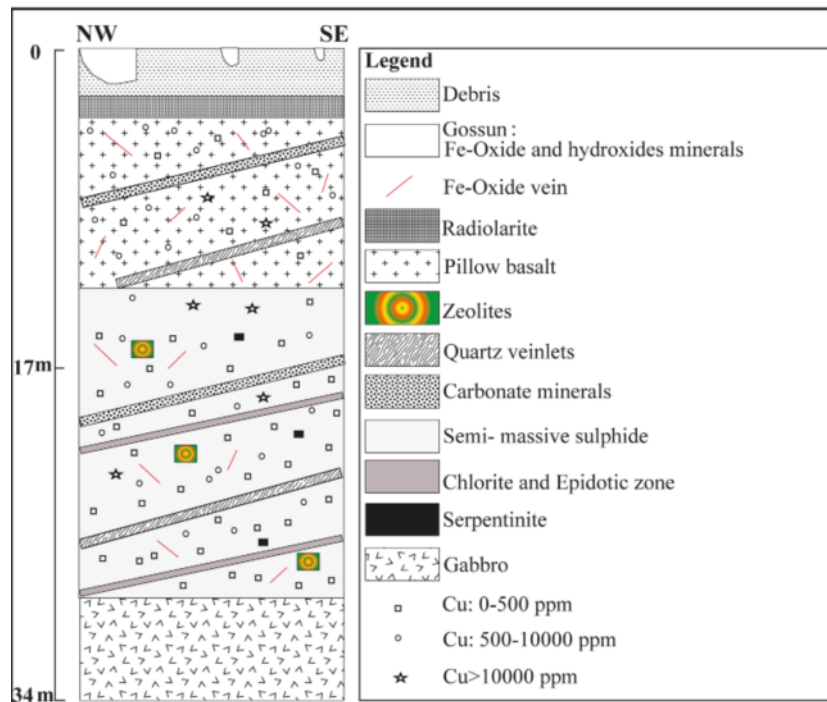 NW SE
0
17m
34 m
Legend
Debris
Gossun :
Fe-Oxide and hydroxides minerals
Fe-Oxide vein
Radiolarite
Pillow basalt
Zeolites
Quartz veinlets
Carbonate minerals
Semi- massive sulphide
Chlorite and Epidotic zone
Serpentinite
Gabbro
Cu: 0-500 ppm
Cu: 500-10000 ppm
Cu>10000 ppm